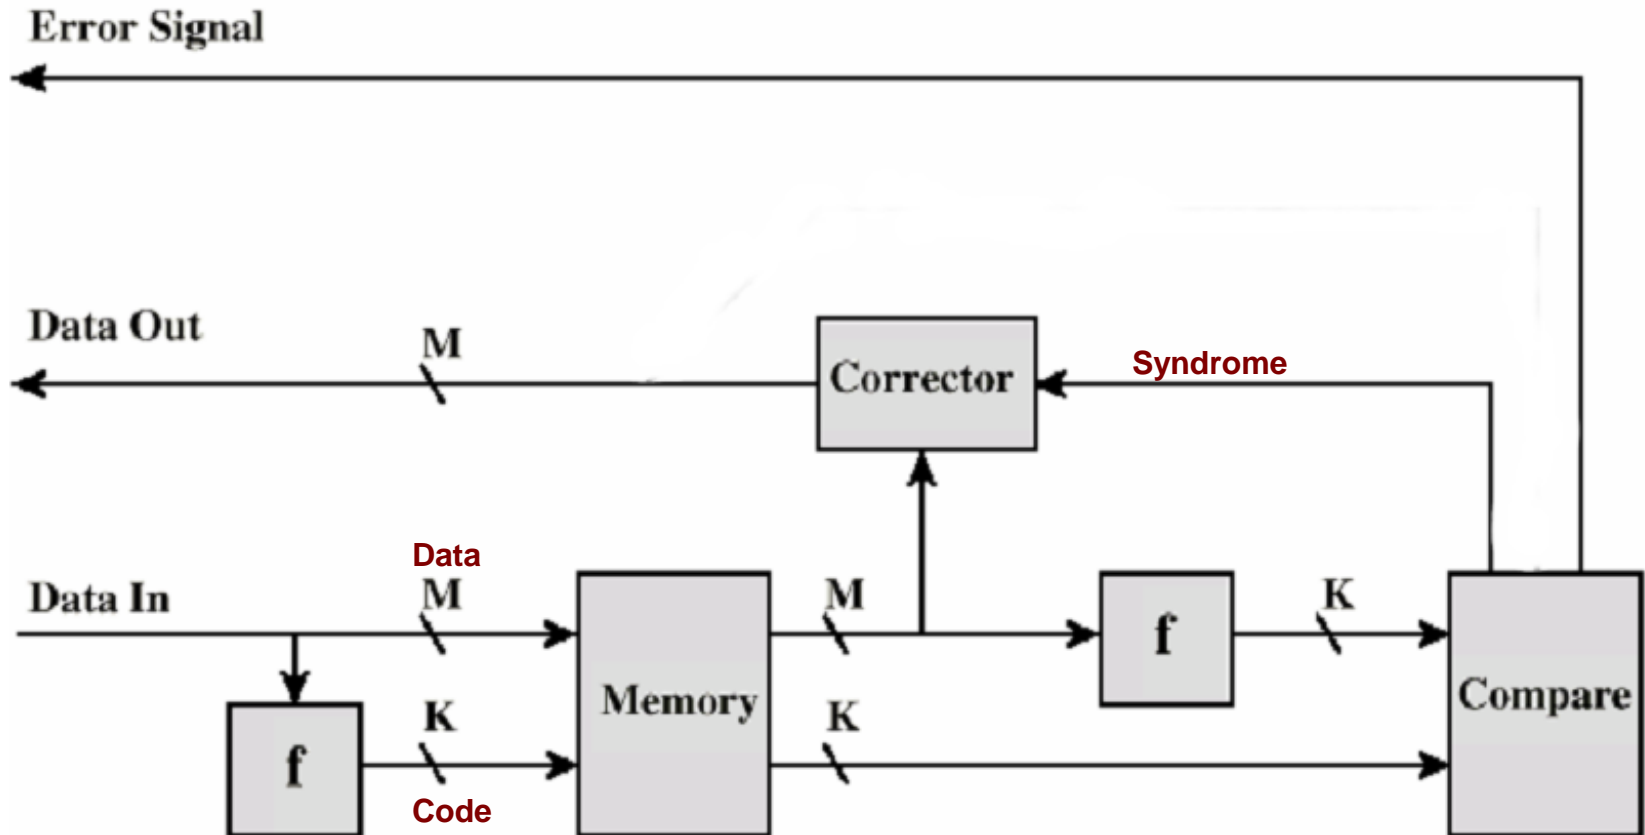 Error Signal
Data Out
M
Corrector
Syndrome
Data In
Data
M
Memory
M
f
K
Compare
f
K
Code
K